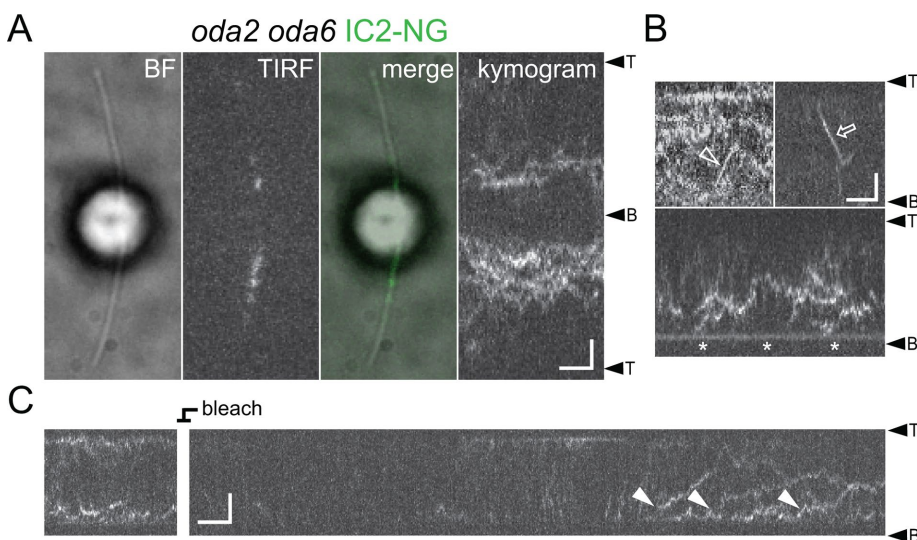 A
oda2 oda6 IC2-NG
BF
TIRF
merge
kymogram
T
B
T
B
T
B
T
B
*
*
*
C
bleach
T
B